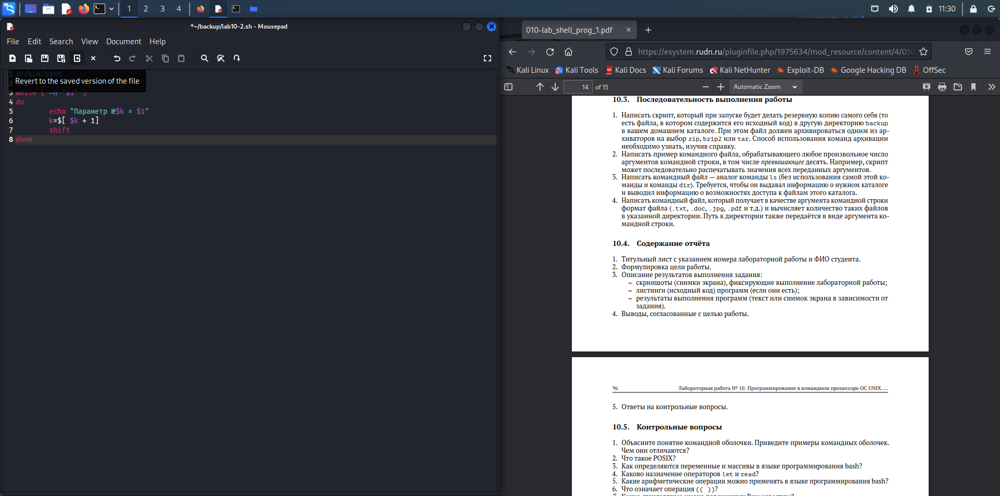 1 2 3 4
11:30
*~/backup/lab10-2.sh - Mousepad
File Edit Search View Document Help
1 #!/bin/bash
Revert to the saved version of the file
2
3 while [ -n "$1" ]
4 do
5 echo "Параметр №$k = $1"
6 k=$[ $k + 1]
7 shift
8 done
010-lab_shell_prog_1.pdf
https://esystem.rudn.ru/pluginfile.php/1975634/mod_resource/content/4/010
Kali Linux Kali Tools Kali Docs Kali Forums Kali NetHunter Exploit-DB Google Hacking DB OffSec
14 of 15 Automatic Zoom
10.3. Последовательность выполнения работы
1. Написать скрипт, который при запуске будет делать резервную копию самого себя (то
есть файла, в котором содержится его исходный код) в другую директорию backup
в вашем домашнем каталоге. При этом файл должен архивироваться одним из ар-
хиваторов на выбор zip, bzip2 или tar. Способ использования команд архивации
необходимо узнать, изучив справку.
2. Написать пример командного файла, обрабатывающего любое произвольное число
аргументов командной строки, в том числе превышающее десять. Например, скрипт
может последовательно распечатывать значения всех переданных аргументов.
3. Написать командный файл — аналог команды ls (без использования самой этой ко-
манды и команды dir). Требуется, чтобы он выдавал информацию о нужном каталоге
и выводил информацию о возможностях доступа к файлам этого каталога.
4. Написать командный файл, который получает в качестве аргумента командной строки
формат файла (.txt, .doc, .jpg, .pdf и т.д.) и вычисляет количество таких файлов
в указанной директории. Путь к директории также передаётся в виде аргумента ко-
мандной строки.
10.4. Содержание отчёта
1. Титульный лист с указанием номера лабораторной работы и ФИО студента.
2. Формулировка цели работы.
3. Описание результатов выполнения задания:
– скриншоты (снимки экрана), фиксирующие выполнение лабораторной работы;
– листинги (исходный код) программ (если они есть);
– результаты выполнения программ (текст или снимок экрана в зависимости от
задания).
4. Выводы, согласованные с целью работы.
96 Лабораторная работа № 10. Программирование в командном процессоре ОС UNIX. …
5. Ответы на контрольные вопросы.
10.5. Контрольные вопросы
1. Объясните понятие командной оболочки. Приведите примеры командных оболочек.
Чем они отличаются?
2. Что такое POSIX?
3. Как определяются переменные и массивы в языке программирования bash?
4. Каково назначение операторов let и read?
5. Какие арифметические операции можно применять в языке программирования bash?
6. Что означает операция (( ))?